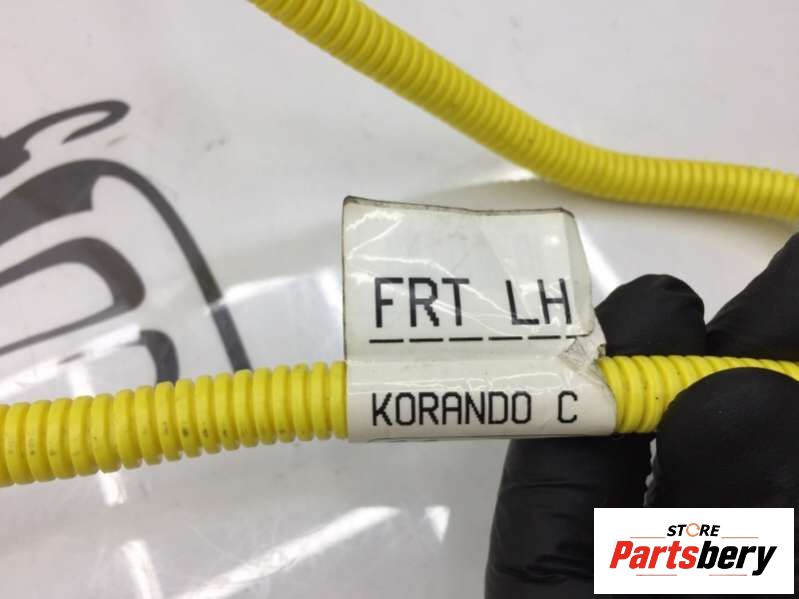 FRT LH
KORANDO C
STORE
Partsbery